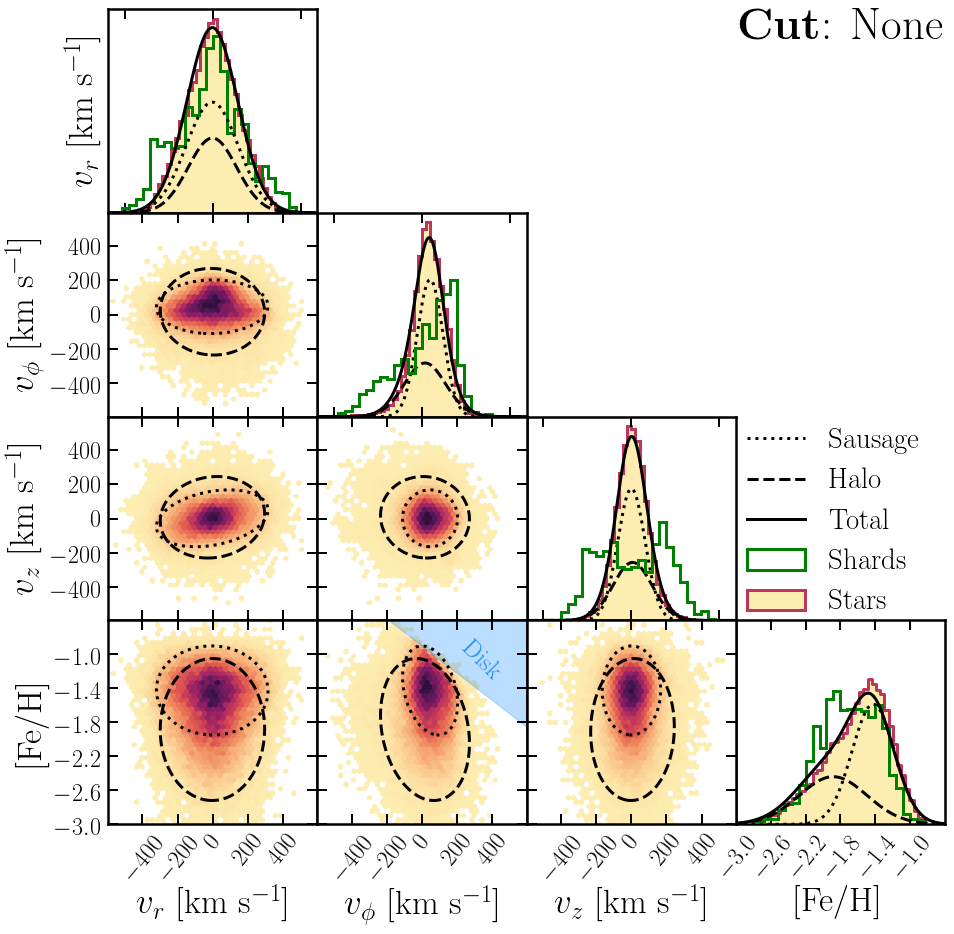 Cut: None
v_r [km s^{-1}]
400
200
0
−200
−400
v_ϕ [km s^{-1}]
400
200
0
−200
−400
v_z [km s^{-1}]
Sausage
Halo
Total
Shards
Stars
Disk
−1.0
−1.4
−1.8
−2.2
−2.6
−3.0
[Fe/H]
−400 −200 0 200 400
−400 −200 0 200 400
−400 −200 0 200 400
−3.0 −2.6 −2.2 −1.8 −1.4 −1.0
v_r [km s^{-1}]
v_ϕ [km s^{-1}]
v_z [km s^{-1}]
[Fe/H]